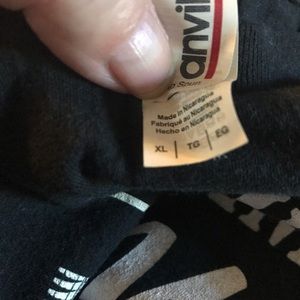 anvil
Made in Nicaragua
Fabriqué au Nicaragua
Hecho en Nicaragua
XL | TG | EG